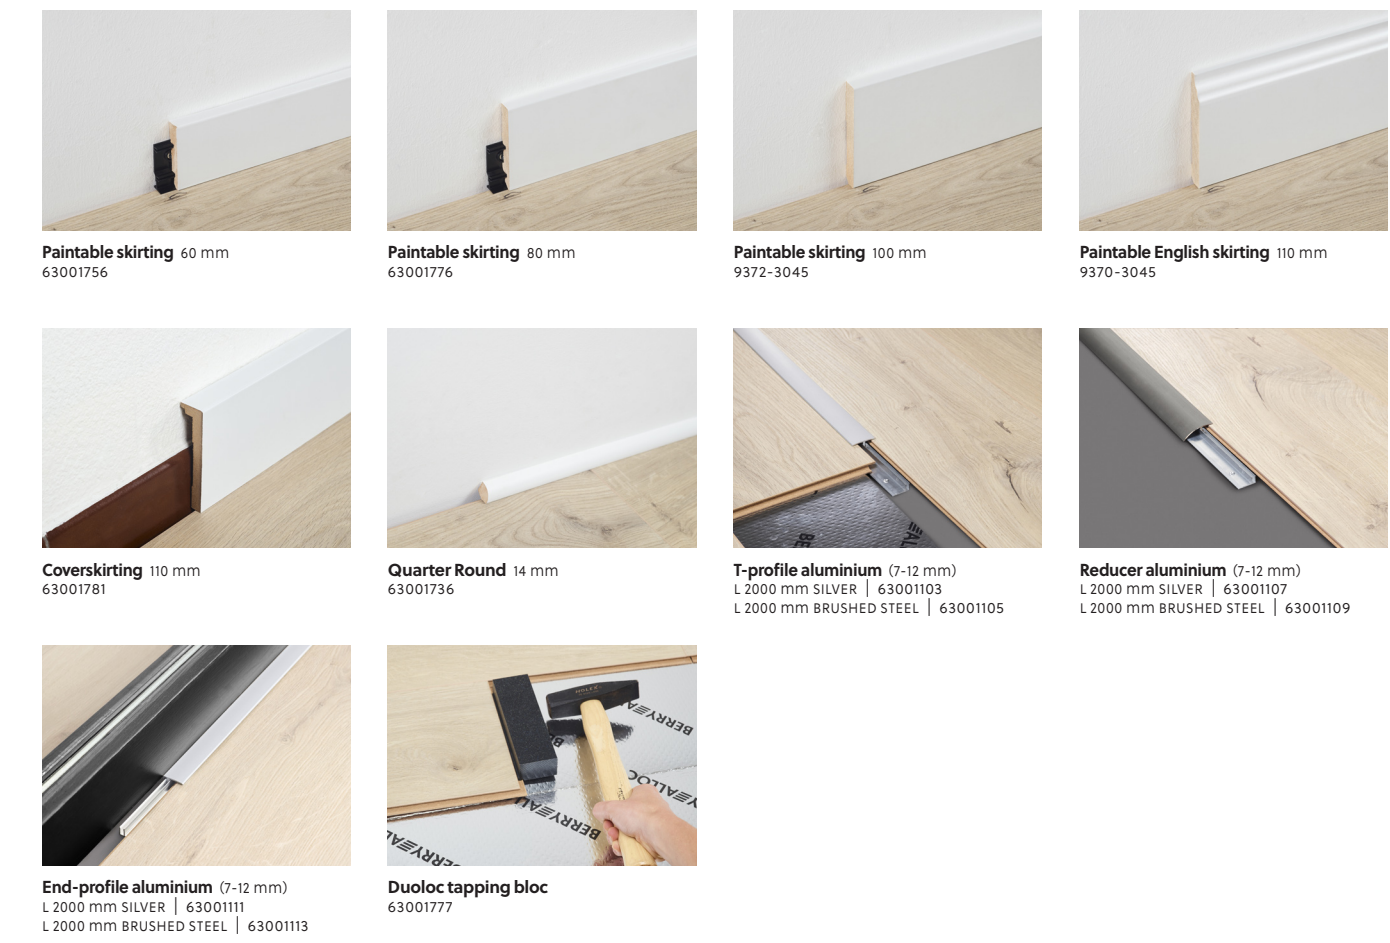 Paintable skirting 60 mm
63001756
Paintable skirting 80 mm
63001776
Paintable skirting 100 mm
9372-3045
Paintable English skirting 110 mm
9370-3045
Coverskirting 110 mm
63001781
Quarter Round 14 mm
63001736
T-profile aluminium (7-12 mm)
L 2000 mm SILVER | 63001103
L 2000 mm BRUSHED STEEL | 63001105
Reducer aluminium (7-12 mm)
L 2000 mm SILVER | 63001107
L 2000 mm BRUSHED STEEL | 63001109
End-profile aluminium (7-12 mm)
L 2000 mm SILVER | 63001111
L 2000 mm BRUSHED STEEL | 63001113
BERRY
BERRY
BERRY
Duoloc tapping bloc
63001777